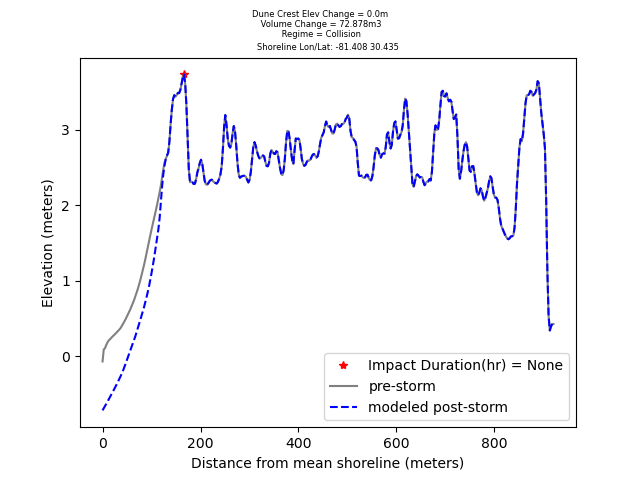 Dune Crest Elev Change = 0.0m
Volume Change = 72.878m3
Regime = Collision
Shoreline Lon/Lat: -81.408 30.435
3
2
1
0
Elevation (meters)
Impact Duration(hr) = None
pre-storm
modeled post-storm
0 200 400 600 800
Distance from mean shoreline (meters)